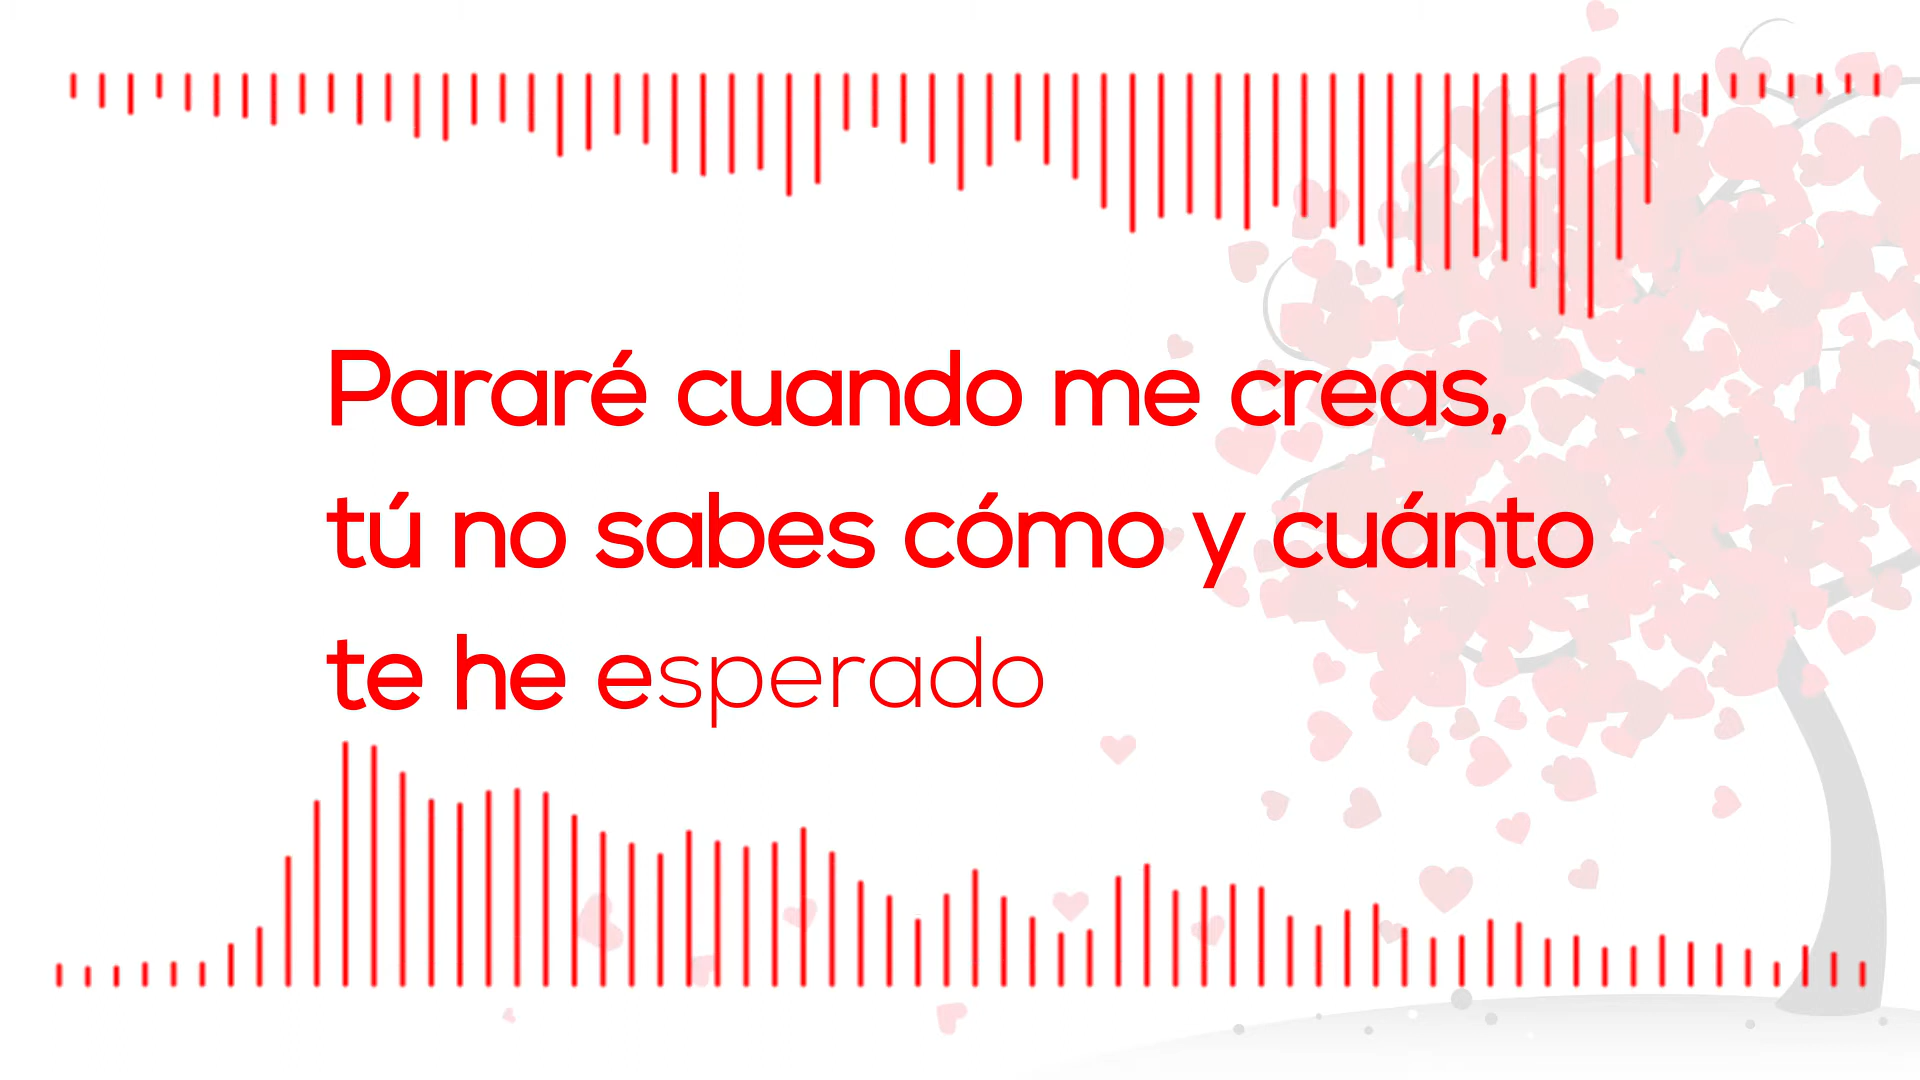 Pararé cuando me creas,
tú no sabes cómo y cuánto
te he esperado